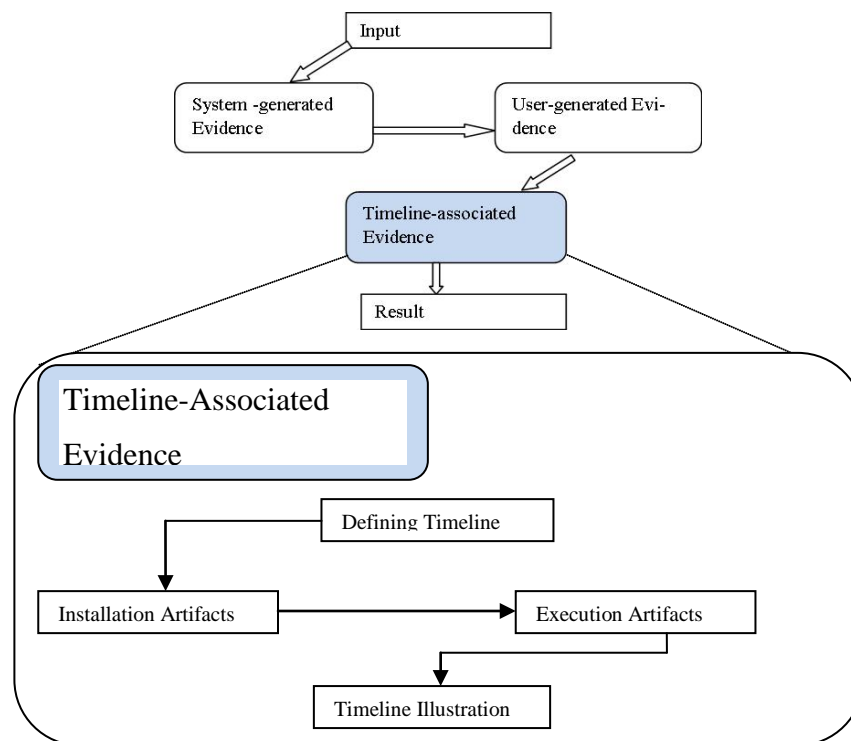 Input
System -generated
Evidence
User-generated Evi-
dence
Timeline-associated
Evidence
Result
Timeline-Associated
Evidence
Defining Timeline
Installation Artifacts
Execution Artifacts
Timeline Illustration